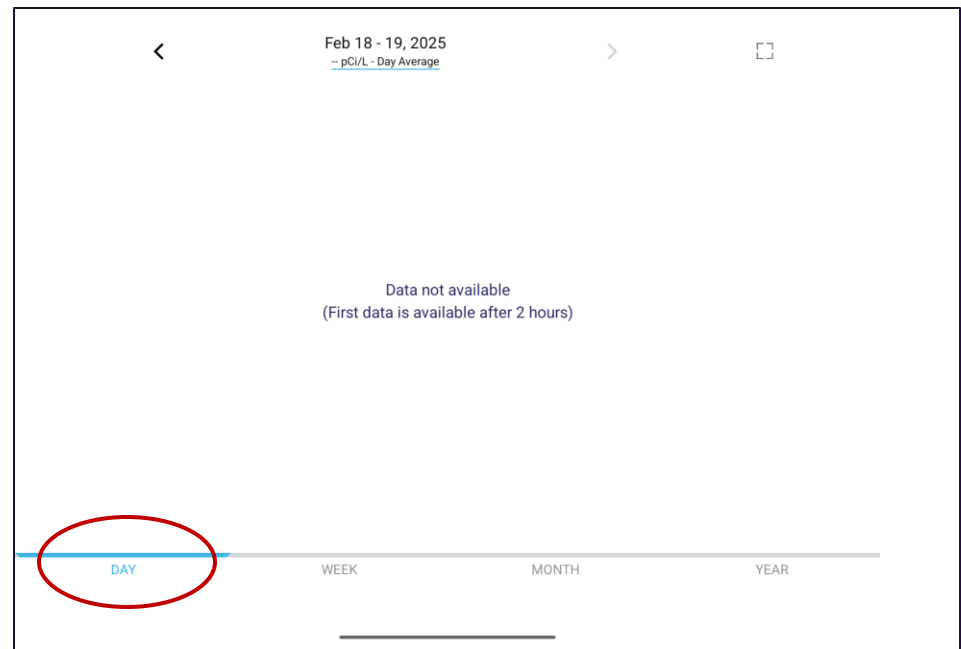 Feb 18 - 19, 2025
-- pCi/L - Day Average
Data not available
(First data is available after 2 hours)
DAY
WEEK
MONTH
YEAR